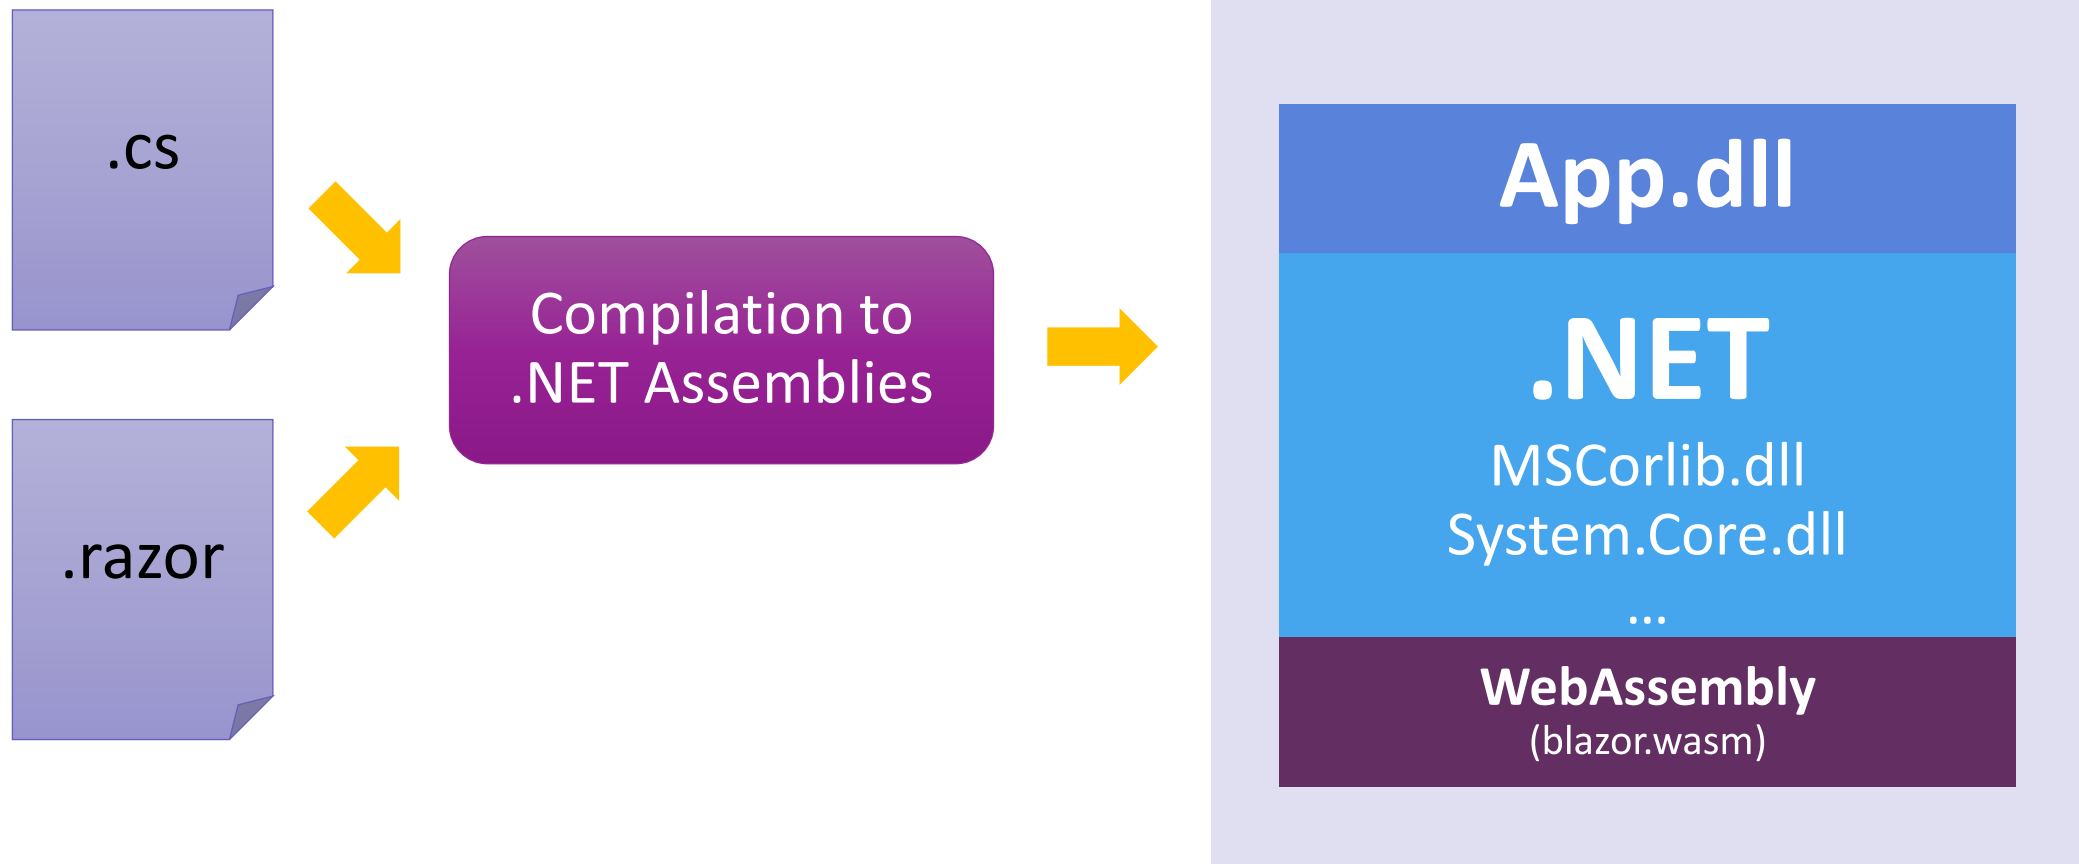 .cs
.razor
Compilation to
.NET Assemblies
App.dll
.NET
MSCorlib.dll
System.Core.dll
...
WebAssembly
(blazor.wasm)